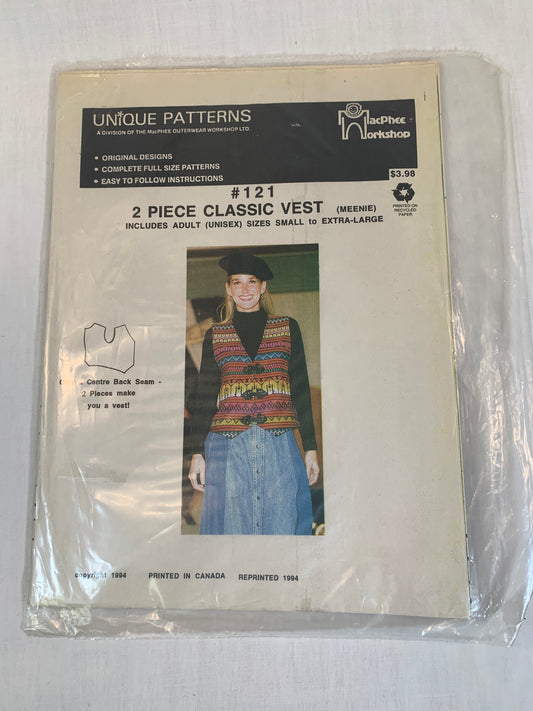 UNIQUE PATTERNS
A DIVISION OF THE MACPHEE OUTERWEAR WORKSHOP LTD.
MacPhee
Workshop
• ORIGINAL DESIGNS
• COMPLETE FULL SIZE PATTERNS
• EASY TO FOLLOW INSTRUCTIONS
$3.98
#121
2 PIECE CLASSIC VEST (MEENIE)
INCLUDES ADULT (UNISEX) SIZES SMALL to EXTRA-LARGE
PRINTED ON
RECYCLED
PAPER
Centre Back Seam -
2 Pieces make
you a vest!
copyright 1994 PRINTED IN CANADA REPRINTED 1994